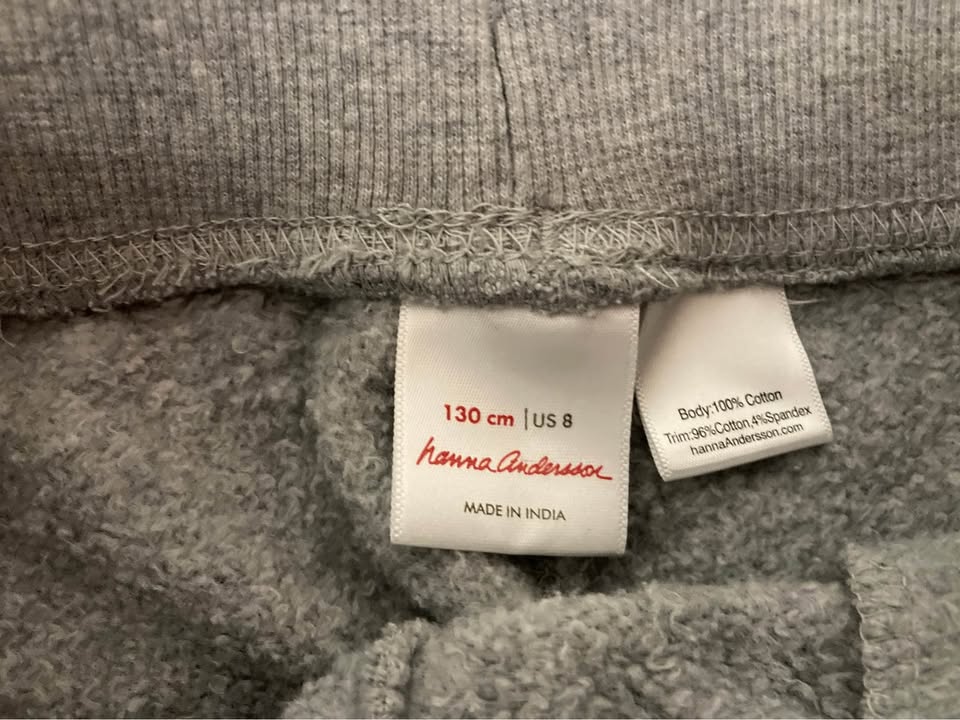 130 cm | US 8
hanna Andersson
MADE IN INDIA
Body:100% Cotton
Trim:96%Cotton,4%Spandex
hannaAndersson.com